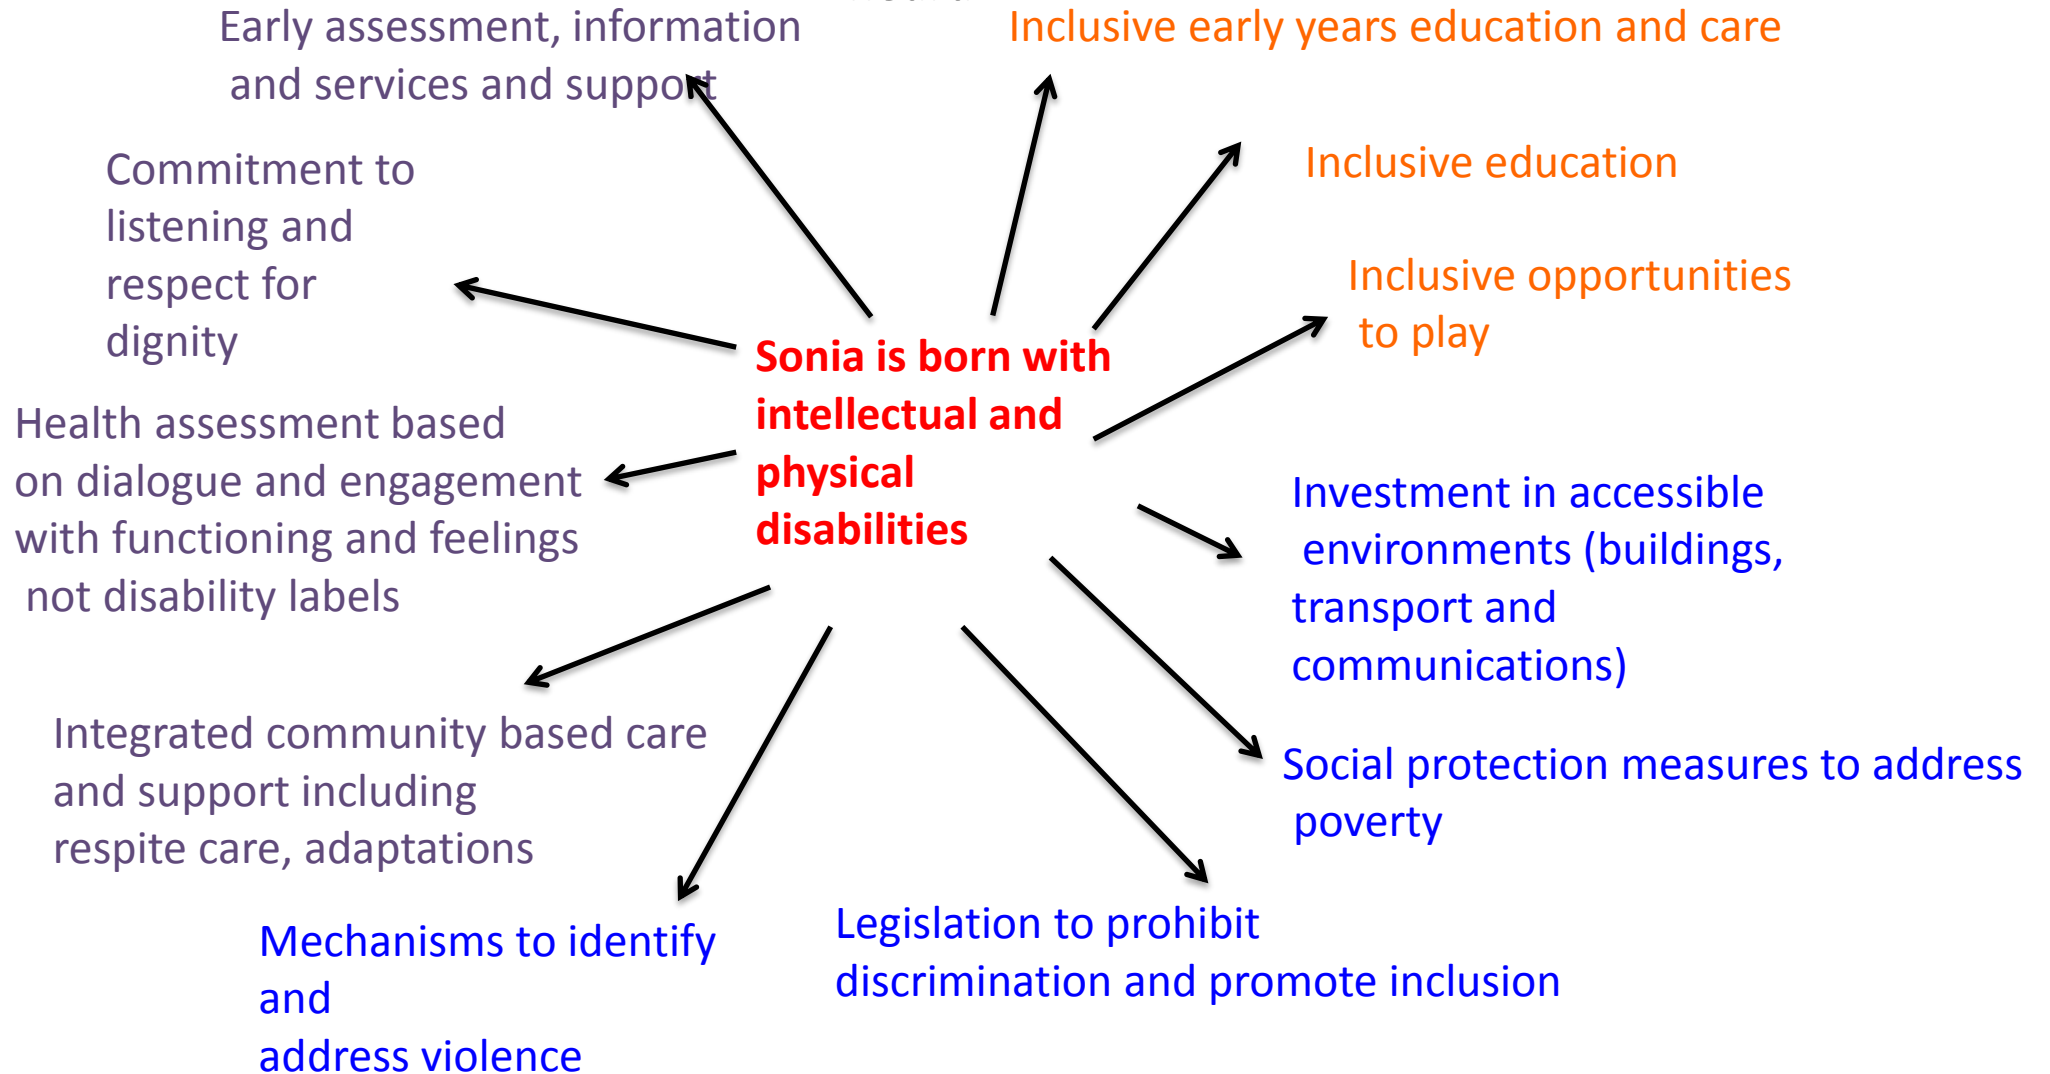 Early assessment, information
and services and support
Inclusive early years education and care
Commitment to
listening and
respect for
dignity
Inclusive education
Inclusive opportunities
to play
Sonia is born with
intellectual and
physical
disabilities
Health assessment based
on dialogue and engagement
with functioning and feelings
not disability labels
Investment in accessible
environments (buildings,
transport and
communications)
Integrated community based care
and support including
respite care, adaptations
Social protection measures to address
poverty
Mechanisms to identify
and
address violence
Legislation to prohibit
discrimination and promote inclusion